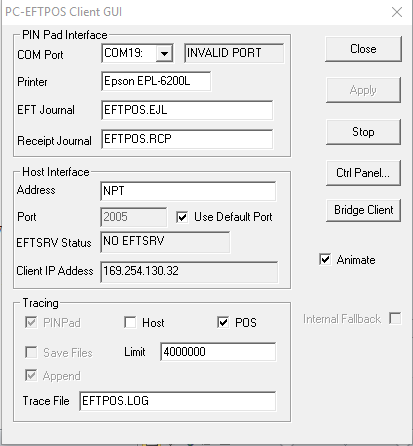 PC-EFTPOS Client GUI
PIN Pad Interface
COM Port COM19: INVALID PORT
Close
Printer Epson EPL-6200L
Apply
EFT Journal EFTPOS.EJL
Receipt Journal EFTPOS.RCP
Stop
Host Interface
Ctrl Panel...
Address NPT
Port 2005 Use Default Port
Bridge Client
EFTSRV Status NO EFTSRV
Client IP Address 169.254.130.32
Animate
Tracing
PINPad Host POS
Internal Fallback
Save Files Limit 4000000
Append
Trace File EFTPOS.LOG